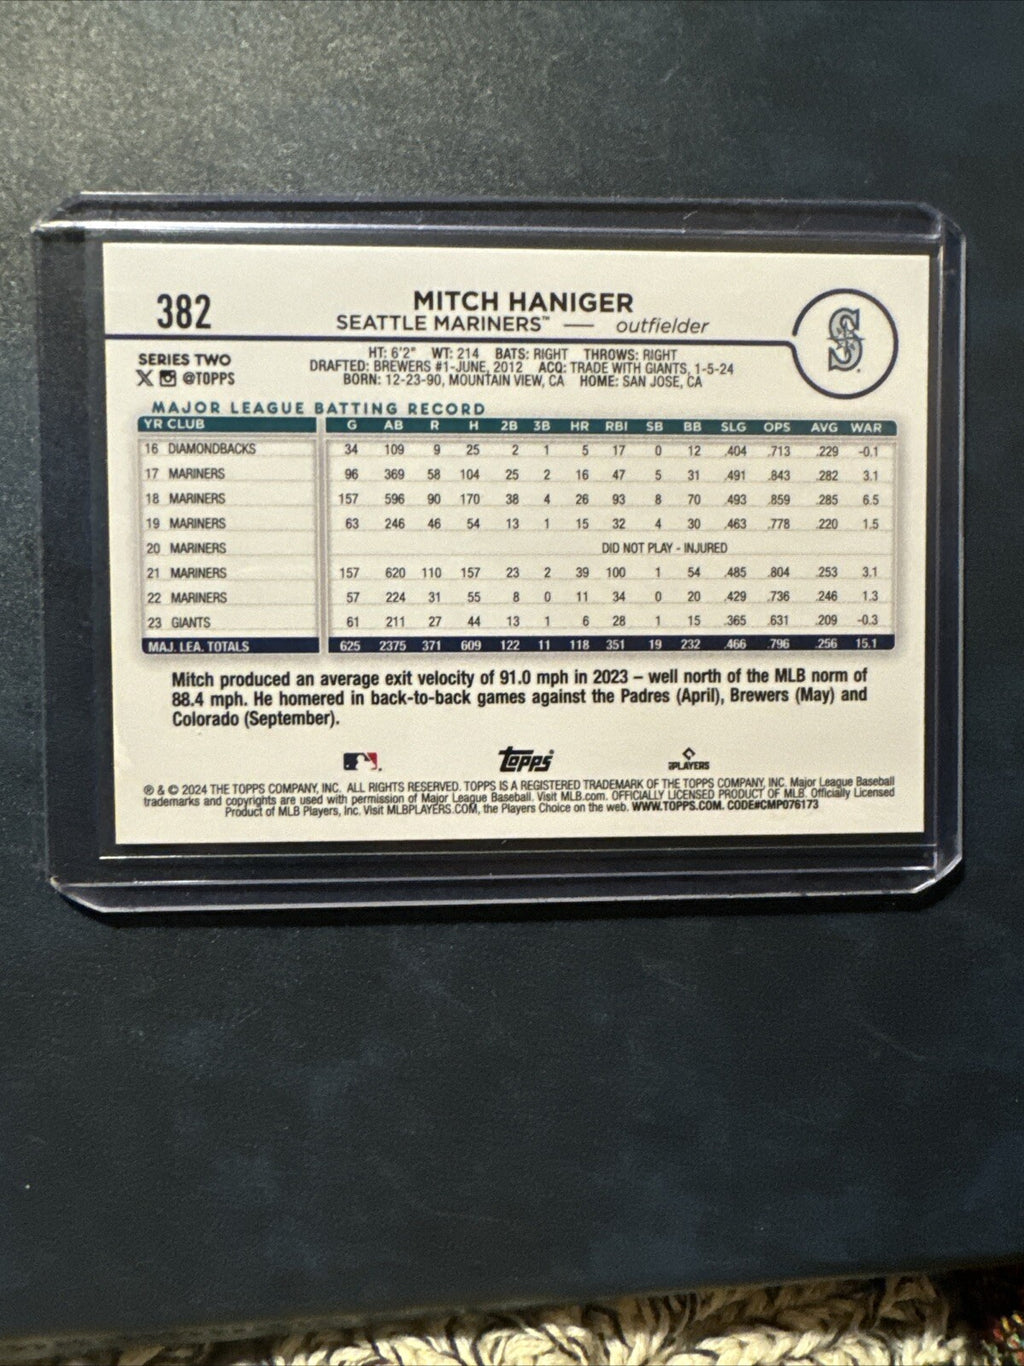 382
MITCH HANIGER
SEATTLE MARINERS™ — outfielder
S
SERIES TWO
@TOPPS
HT: 6'2" WT: 214 BATS: RIGHT THROWS: RIGHT
DRAFTED: BREWERS #1-JUNE, 2012 ACQ: TRADE WITH GIANTS, 1-5-24
BORN: 12-23-90, MOUNTAIN VIEW, CA HOME: SAN JOSE, CA
MAJOR LEAGUE BATTING RECORD
YR CLUB G AB R H 2B 3B HR RBI SB BB SLG OPS AVG WAR
16 DIAMONDBACKS 34 109 9 25 2 1 5 17 0 12 .404 .713 .229 -0.1
17 MARINERS 96 369 58 104 25 2 16 47 5 31 .491 .843 .282 3.1
18 MARINERS 157 596 90 170 38 4 26 93 8 70 .493 .859 .285 6.5
19 MARINERS 63 246 46 54 13 1 15 32 4 30 .463 .778 .220 1.5
20 MARINERS DID NOT PLAY - INJURED
21 MARINERS 157 620 110 157 23 2 39 100 1 54 .485 .804 .253 3.1
22 MARINERS 57 224 31 55 8 0 11 34 0 20 .429 .736 .246 1.3
23 GIANTS 61 211 27 44 13 1 6 28 1 15 .365 .631 .209 -0.3
MAJ. LEA. TOTALS 625 2375 371 609 122 11 118 351 19 232 .466 .796 .256 15.1
Mitch produced an average exit velocity of 91.0 mph in 2023 – well north of the MLB norm of
88.4 mph. He homered in back-to-back games against the Padres (April), Brewers (May) and
Colorado (September).
Topps
PLAYERS
® & © 2024 THE TOPPS COMPANY, INC. ALL RIGHTS RESERVED. TOPPS IS A REGISTERED TRADEMARK OF THE TOPPS COMPANY, INC. Major League Baseball
trademarks and copyrights are used with permission of Major League Baseball. Visit MLB.com. OFFICIALLY LICENSED PRODUCT OF MLB. Officially Licensed
Product of MLB Players, Inc. Visit MLBPLAYERS.COM, the Players Choice on the web. WWW.TOPPS.COM. CODE#CMP076173